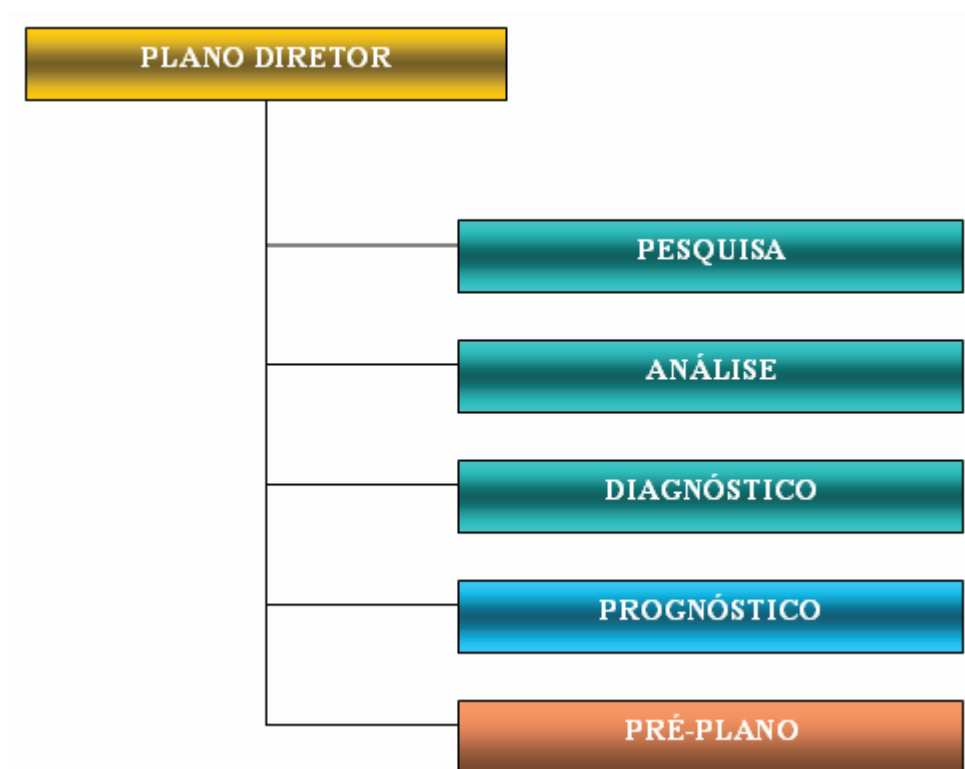 PLANO DIRETOR
PESQUISA
ANÁLISE
DIAGNÓSTICO
PROGNÓSTICO
PRÉ-PLANO